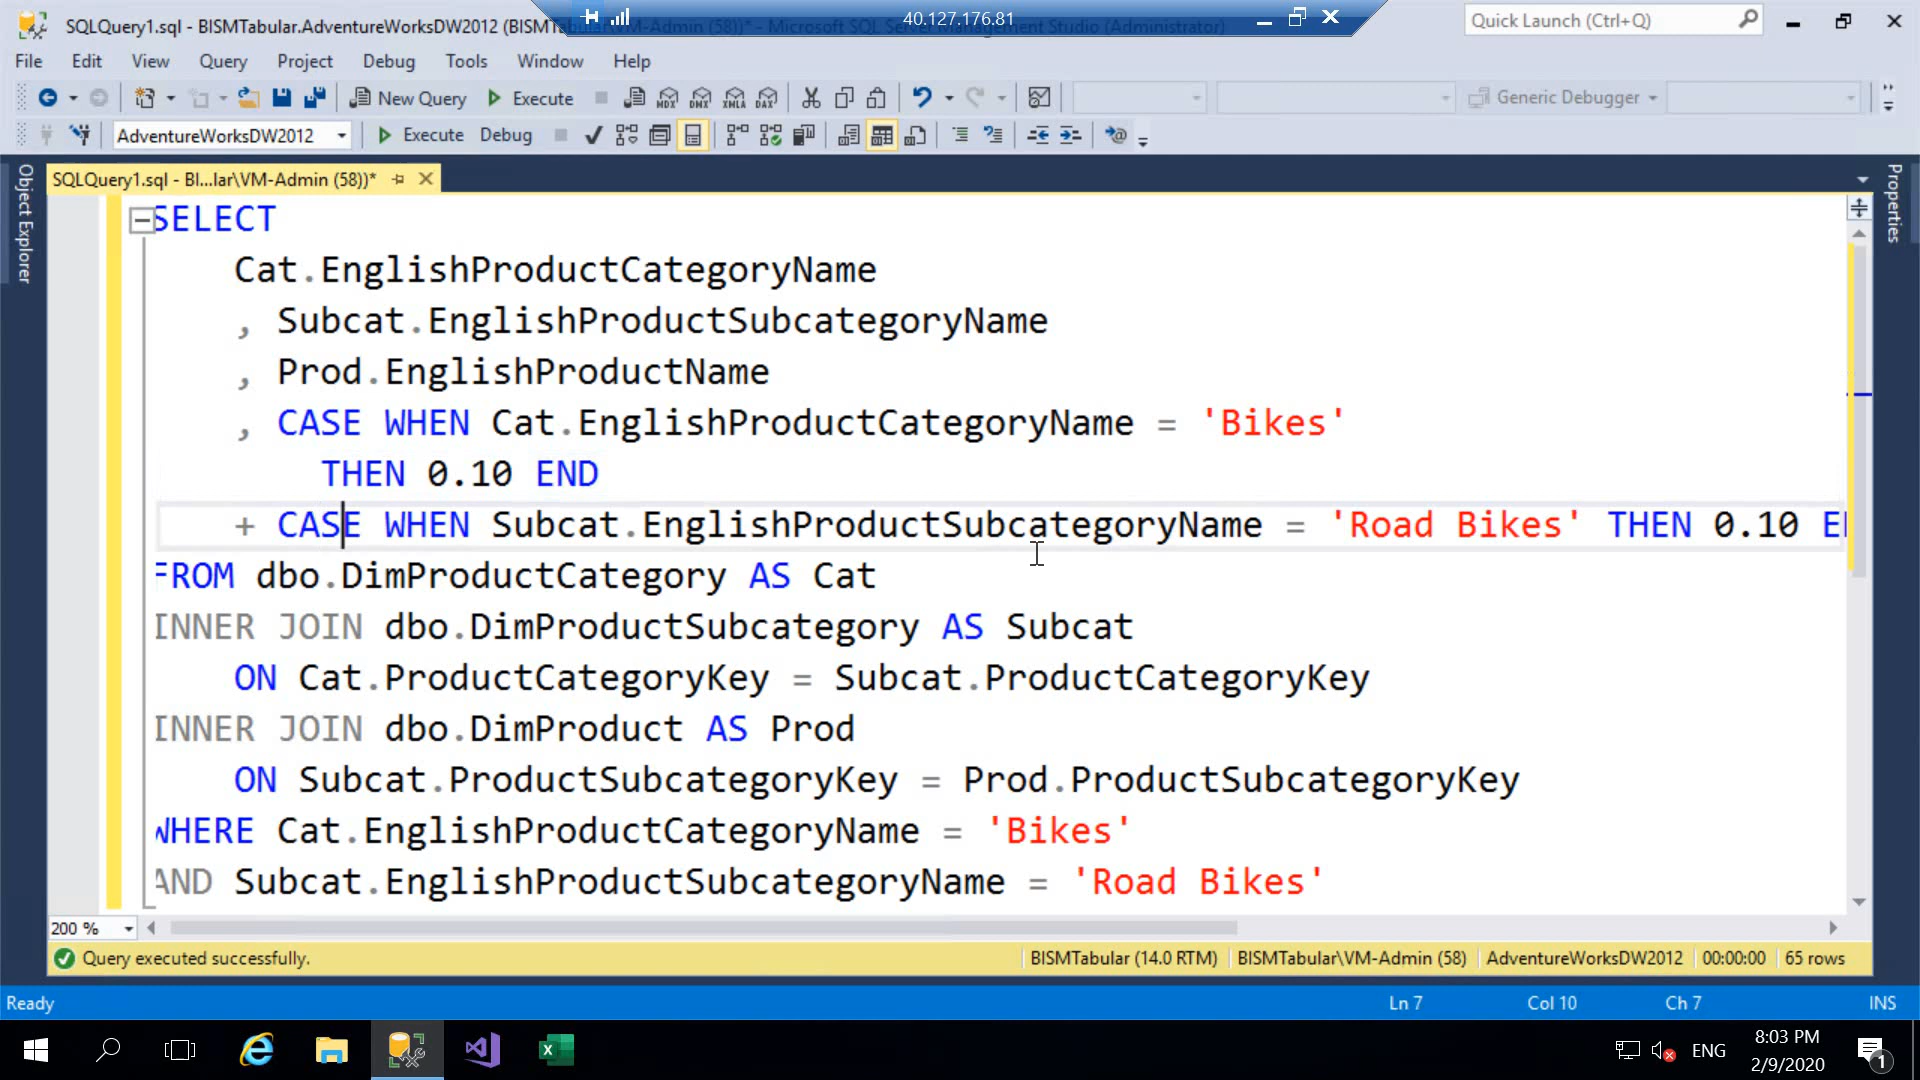 40.127.176.81
SQLQuery1.sql - BISMTabular.AdventureWorksDW2012 (BISMTabular\VM-Admin (58))* - Microsoft SQL Server Management Studio (Administrator)
Quick Launch (Ctrl+Q)
File Edit View Query Project Debug Tools Window Help
New Query Execute MDX DMX XMLA DAX Generic Debugger
AdventureWorksDW2012 Execute Debug
Object Explorer
SQLQuery1.sql - BI...lar\VM-Admin (58))*
Properties
SELECT
Cat.EnglishProductCategoryName
, Subcat.EnglishProductSubcategoryName
, Prod.EnglishProductName
, CASE WHEN Cat.EnglishProductCategoryName = 'Bikes'
THEN 0.10 END
+ CASE WHEN Subcat.EnglishProductSubcategoryName = 'Road Bikes' THEN 0.10
FROM dbo.DimProductCategory AS Cat
INNER JOIN dbo.DimProductSubcategory AS Subcat
ON Cat.ProductCategoryKey = Subcat.ProductCategoryKey
INNER JOIN dbo.DimProduct AS Prod
ON Subcat.ProductSubcategoryKey = Prod.ProductSubcategoryKey
WHERE Cat.EnglishProductCategoryName = 'Bikes'
AND Subcat.EnglishProductSubcategoryName = 'Road Bikes'
200 %
Query executed successfully. BISMTabular (14.0 RTM) BISMTabular\VM-Admin (58) AdventureWorksDW2012 00:00:00 65 rows
Ready Ln 7 Col 10 Ch 7 INS
ENG
8:03 PM
2/9/2020
1